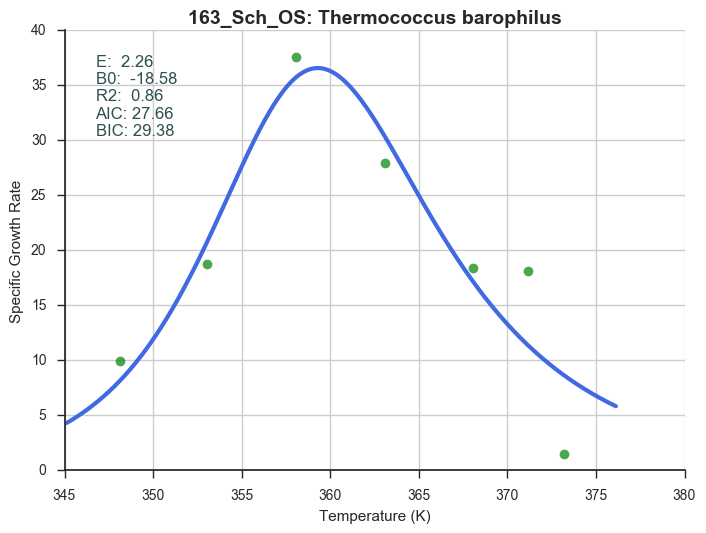 163_Sch_OS: Thermococcus barophilus
E: 2.26
B0: -18.58
R2: 0.86
AIC: 27.66
BIC: 29.38
40
35
30
25
20
15
10
5
0
Specific Growth Rate
345 350 355 360 365 370 375 380
Temperature (K)